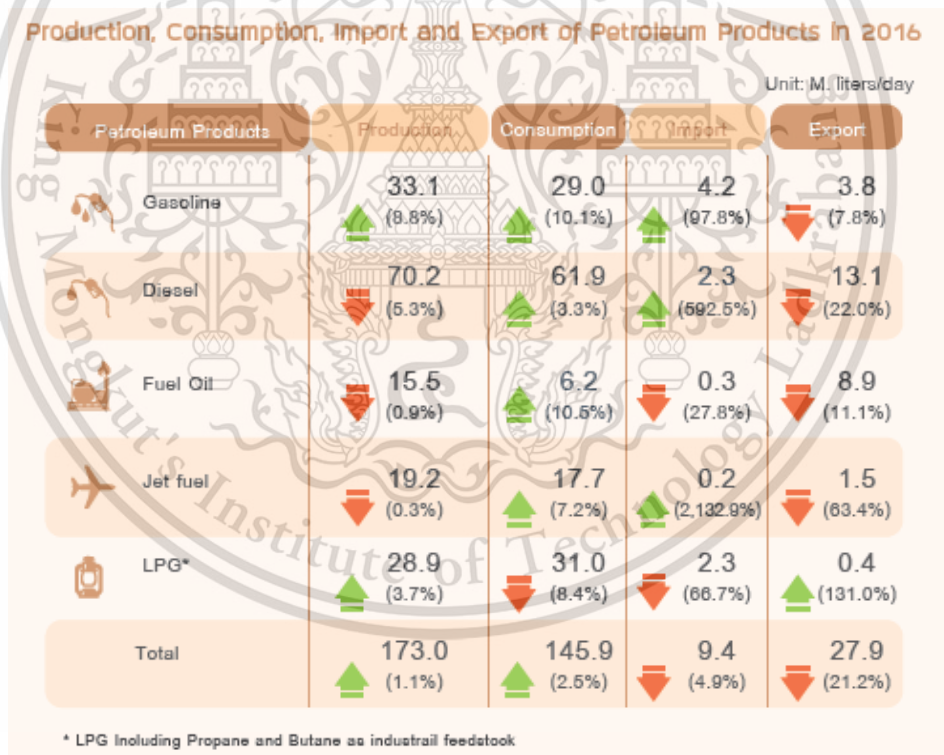 Production, Consumption, Import and Export of Petroleum Products in 2016
Unit: M. liters/day
Petroleum Products Production Consumption Import Export
Gasoline 33.1 29.0 4.2 3.8
(8.8%) (10.1%) (97.8%) (7.8%)
Diesel 70.2 61.9 2.3 13.1
(5.3%) (3.3%) (592.5%) (22.0%)
Fuel Oil 15.5 6.2 0.3 8.9
(0.9%) (10.5%) (27.8%) (11.1%)
Jet fuel 19.2 17.7 0.2 1.5
(0.3%) (7.2%) (2,132.9%) (63.4%)
LPG* 28.9 31.0 2.3 0.4
(3.7%) (8.4%) (66.7%) (131.0%)
Total 173.0 145.9 9.4 27.9
(1.1%) (2.5%) (4.9%) (21.2%)
* LPG Including Propane and Butane as industrail feedstook
King Mongkut's Institute of Technology Ladkrabang